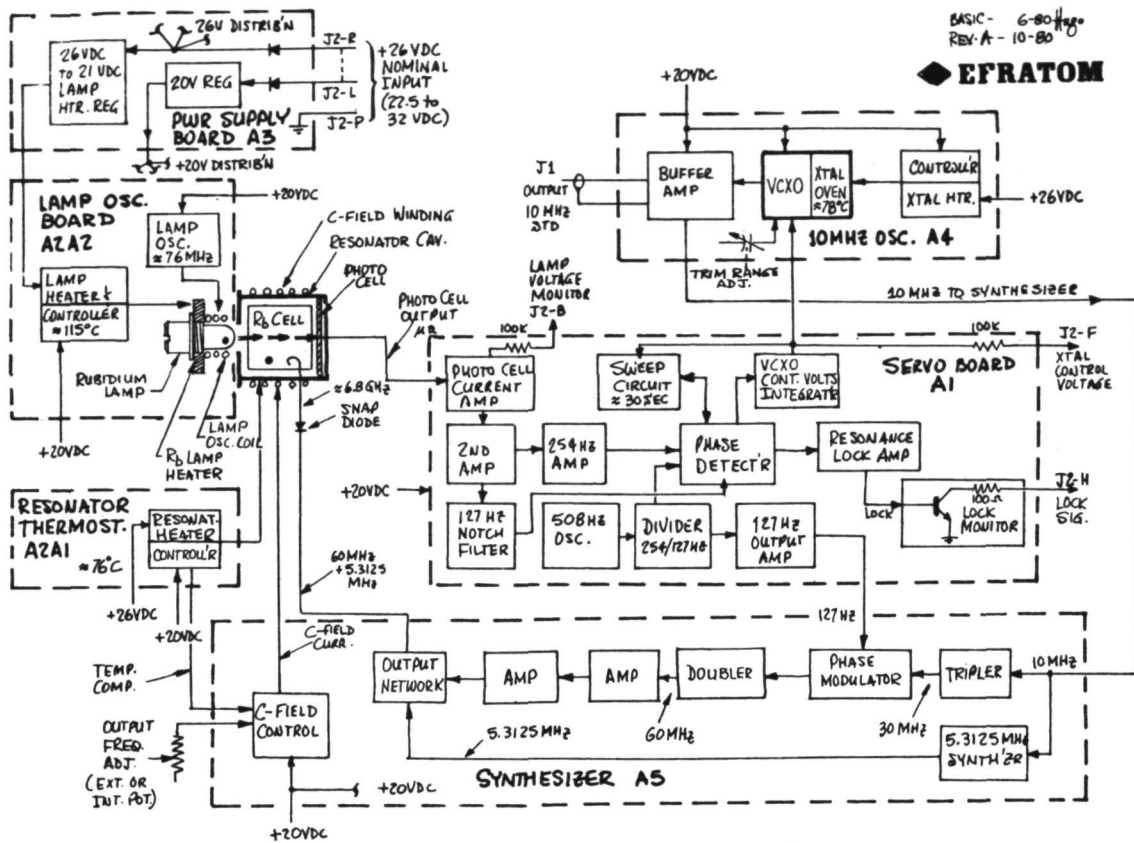 BASIC - 6-80
REV. A - 10-80
EFRATOM
26V DISTRIB'N
26 VDC
TO 21 VDC
LAMP
HTR. REG
20V REG
PWR SUPPLY
BOARD A3
+20V DISTRIB'N
J2-R
J2-L
J2-P
+26 VDC
NOMINAL
INPUT
(22.5 TO
32 VDC)
+20VDC
J1
OUTPUT
10 MHZ
STD
BUFFER
AMP
VCXO
XTAL
OVEN
≈78°C
CONTROLL'R
XTAL HTR.
+26VDC
10MHZ OSC. A4
TRIM RANGE
ADJ.
10 MHZ TO SYNTHESIZER
LAMP OSC.
BOARD
A2A2
+20VDC
LAMP
OSC.
≈76MHZ
LAMP
HEATER &
CONTROLLER
≈115°C
RUBIDIUM
LAMP
+20VDC
LAMP
OSC. COIL
Rb LAMP
HEATER
C-FIELD WINDING
RESONATOR CAV.
PHOTO
CELL
Rb CELL
PHOTO CELL
OUTPUT
μa
≈6.8GHZ
SNAP
DIODE
LAMP
VOLTAGE
MONITOR
J2-B
100K
PHOTO CELL
CURRENT
AMP
SWEEP
CIRCUIT
≈30SEC
VCXO
CONT. VOLTS
INTEGRAT'R
100K
J2-F
XTAL
CONTROL
VOLTAGE
SERVO BOARD
A1
2ND
AMP
254HZ
AMP
PHASE
DETECT'R
RESONANCE
LOCK AMP
+20VDC
127 HZ
NOTCH
FILTER
508HZ
OSC.
DIVIDER
254/127HZ
127HZ
OUTPUT
AMP
LOCK
100Ω
LOCK
MONITOR
J2-H
LOCK
SIG.
RESONATOR
THERMOST.
A2A1
≈76°C
RESONAT.
HEATER
CONTROLL'R
+26VDC
+20VDC
60MHZ
+5.3125
MHZ
C-FIELD
CURR.
127HZ
TEMP.
COMP.
OUTPUT
FREQ.
ADJ.
(EXT. OR
INT. POT.)
C-FIELD
CONTROL
OUTPUT
NETWORK
AMP
AMP
DOUBLER
PHASE
MODULATOR
TRIPLER
10MHZ
60MHZ
30 MHZ
5.3125 MHZ
5.3125 MHZ
SYNTH'ZR
SYNTHESIZER A5
+20VDC
+20VDC